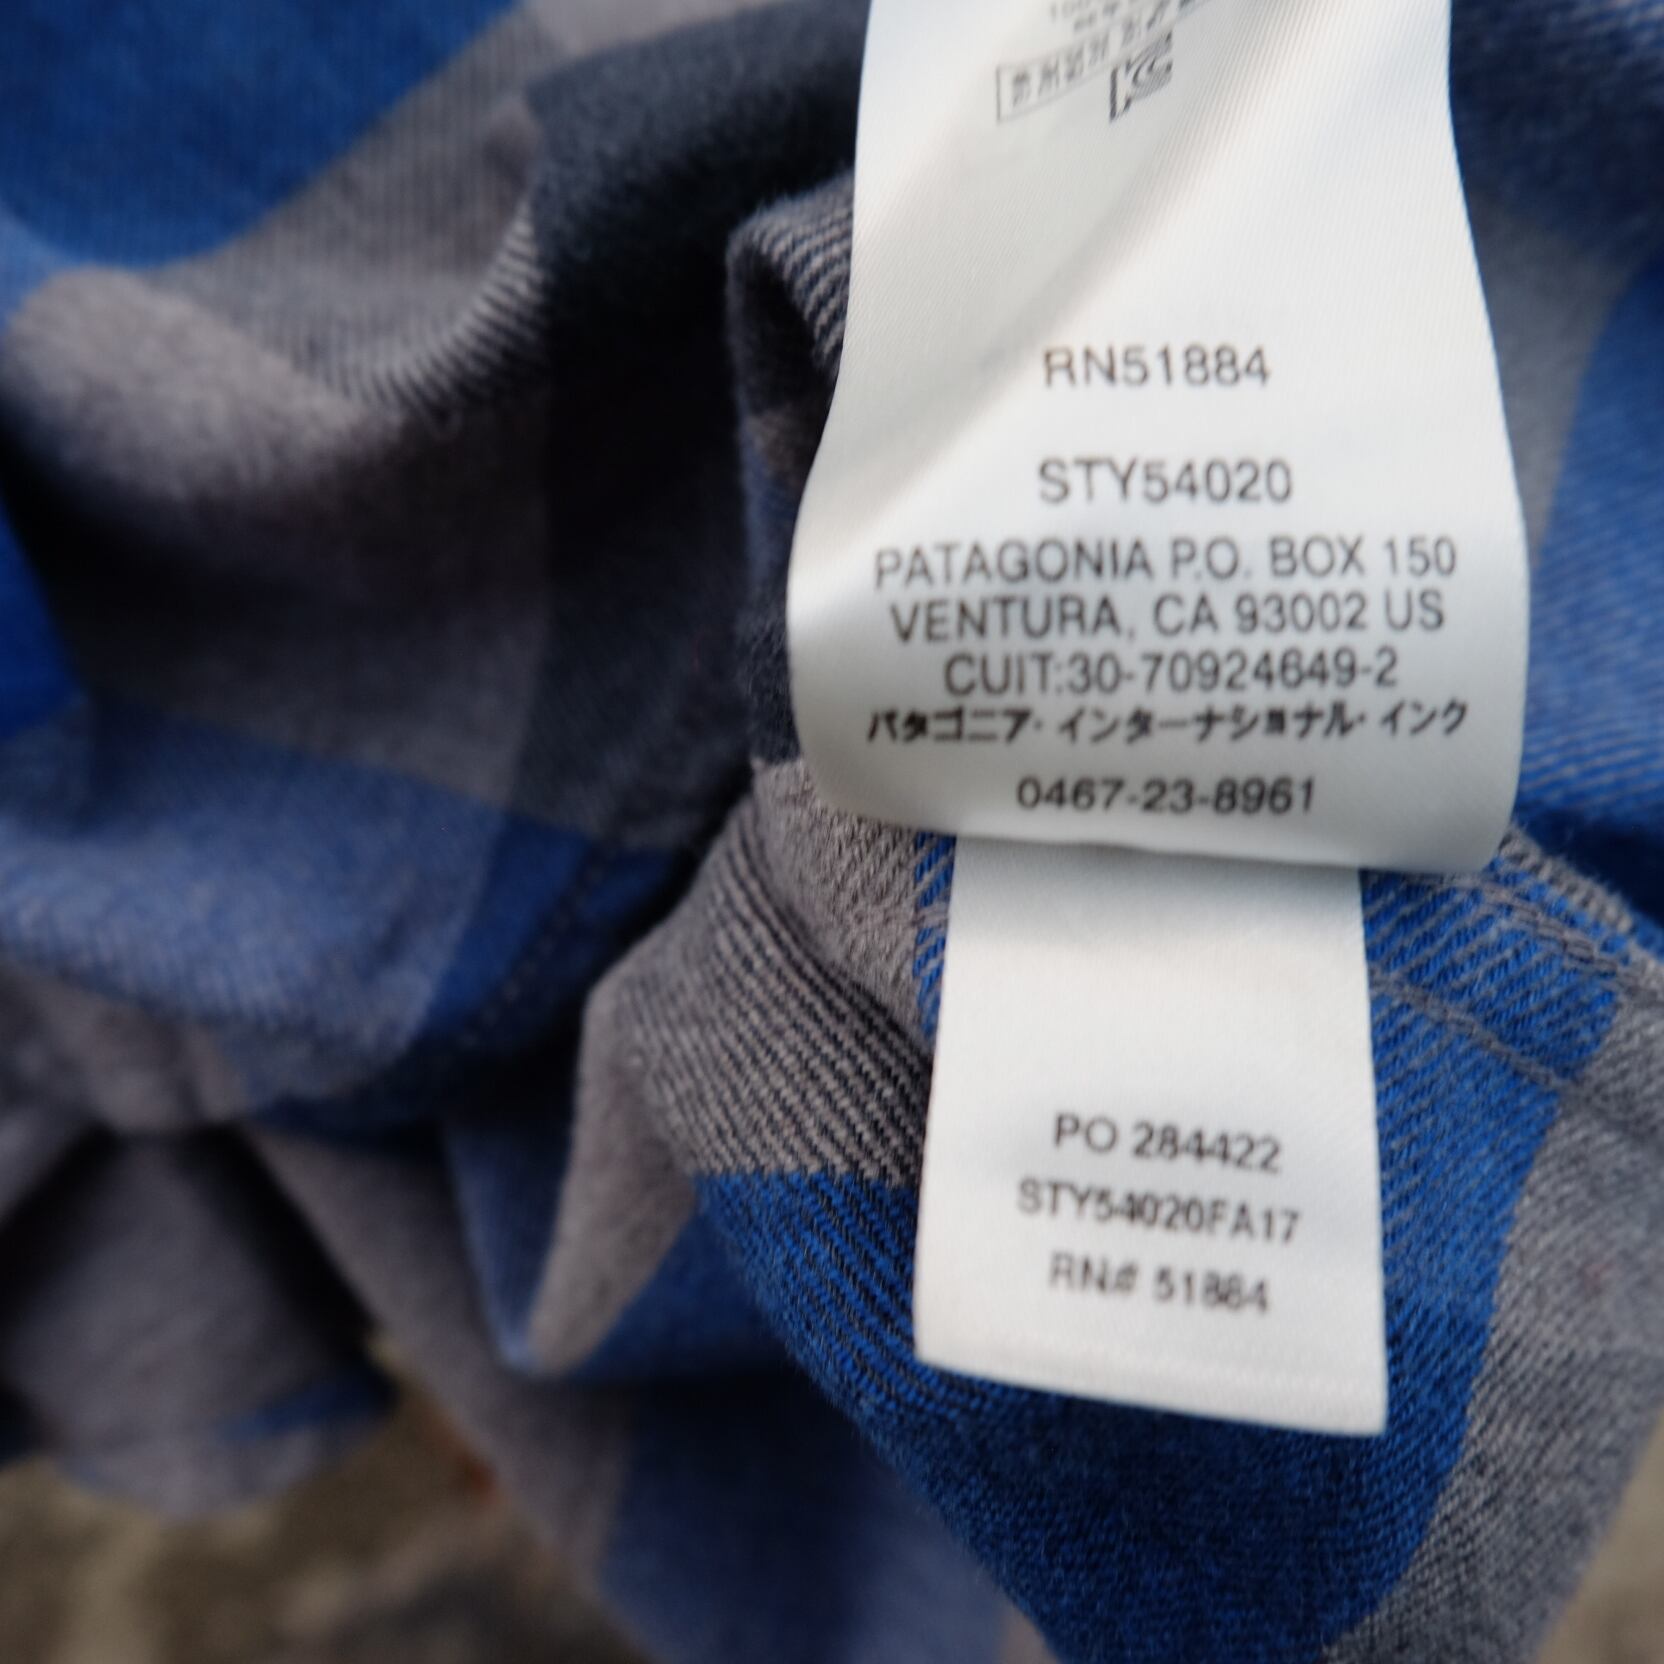 RN51884
STY54020
PATAGONIA P.O. BOX 150
VENTURA, CA 93002 US
CUIT:30-70924649-2
パタゴニア・インターナショナル・インク
0467-23-8961
PO 284422
STY54020FA17
RN# 51884